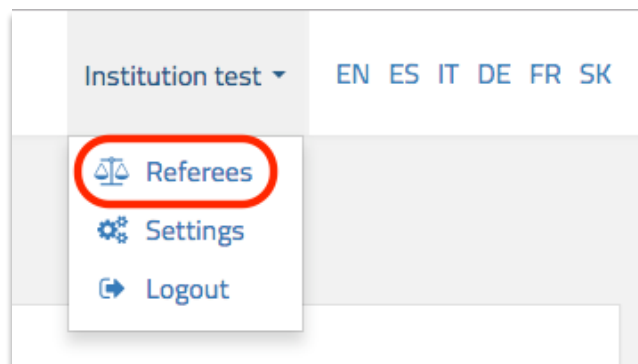 Institution test EN ES IT DE FR SK
Referees
Settings
Logout